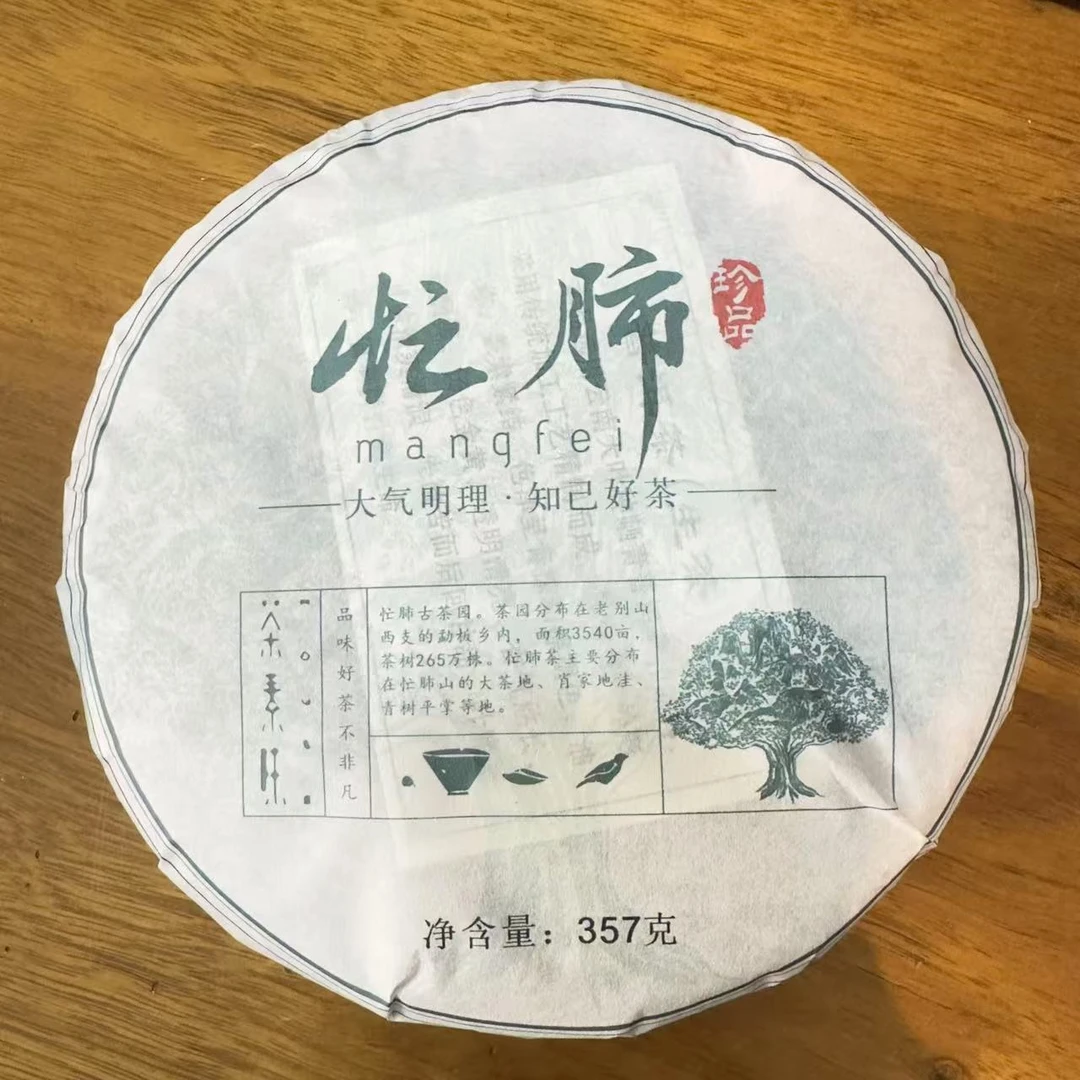 忙肺
珍品
mangfei
大气明理·知己好茶
品味好茶不非凡
忙肺古茶园。茶园分布在老别山
西支的勐板乡内，面积3540亩，
茶树265万株。忙肺茶主要分布
在忙肺山的大茶地、肖家地洼、
青树平掌等地。
净含量：357克